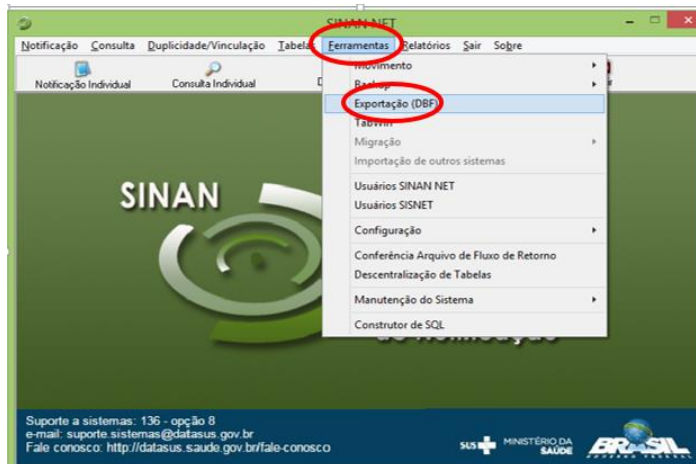 SINAN NET
Notificação Consulta Duplicidade/Vinculação Tabelas Ferramentas Relatórios Sair Sobre
Notificação Individual Consulta Individual
Movimento
Backup
Exportação (DBF)
TabWin
Migração
Importação de outros sistemas
Usuários SINAN NET
Usuários SISNET
Configuração
Conferência Arquivo de Fluxo de Retorno
Descentralização de Tabelas
Manutenção do Sistema
Construtor de SQL
SINAN
de Notificação
Suporte a sistemas: 136 - opção 8
e-mail: suporte.sistemas@datasus.gov.br
Fale conosco: http://datasus.saude.gov.br/fale-conosco
SUS MINISTÉRIO DA
SAÚDE
BRASIL